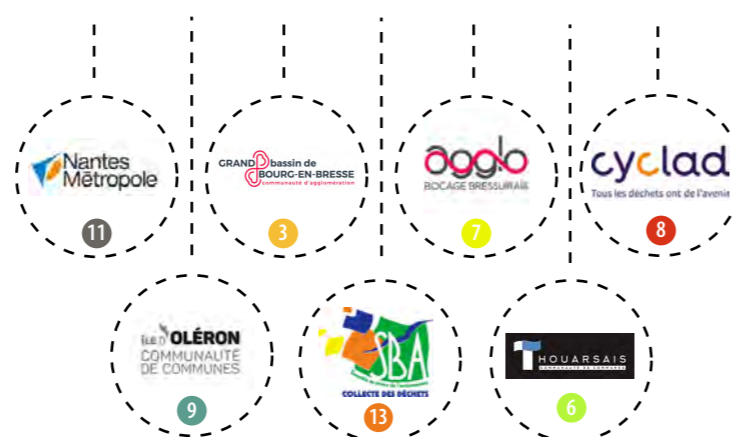 Nantes
Métropole
11
GRAND bassin de
BOURG-EN-BRESSE
communauté d'agglomération
3
agglo
BOCAGE BRESSUIRAIS
7
cyclad
Tous les déchets ont de l'avenir
8
ÎLE D'OLÉRON
COMMUNAUTÉ
DE COMMUNES
9
SBA
COLLECTE DES DÉCHETS
13
THOUARSAIS
COMMUNAUTÉ DE COMMUNES
6